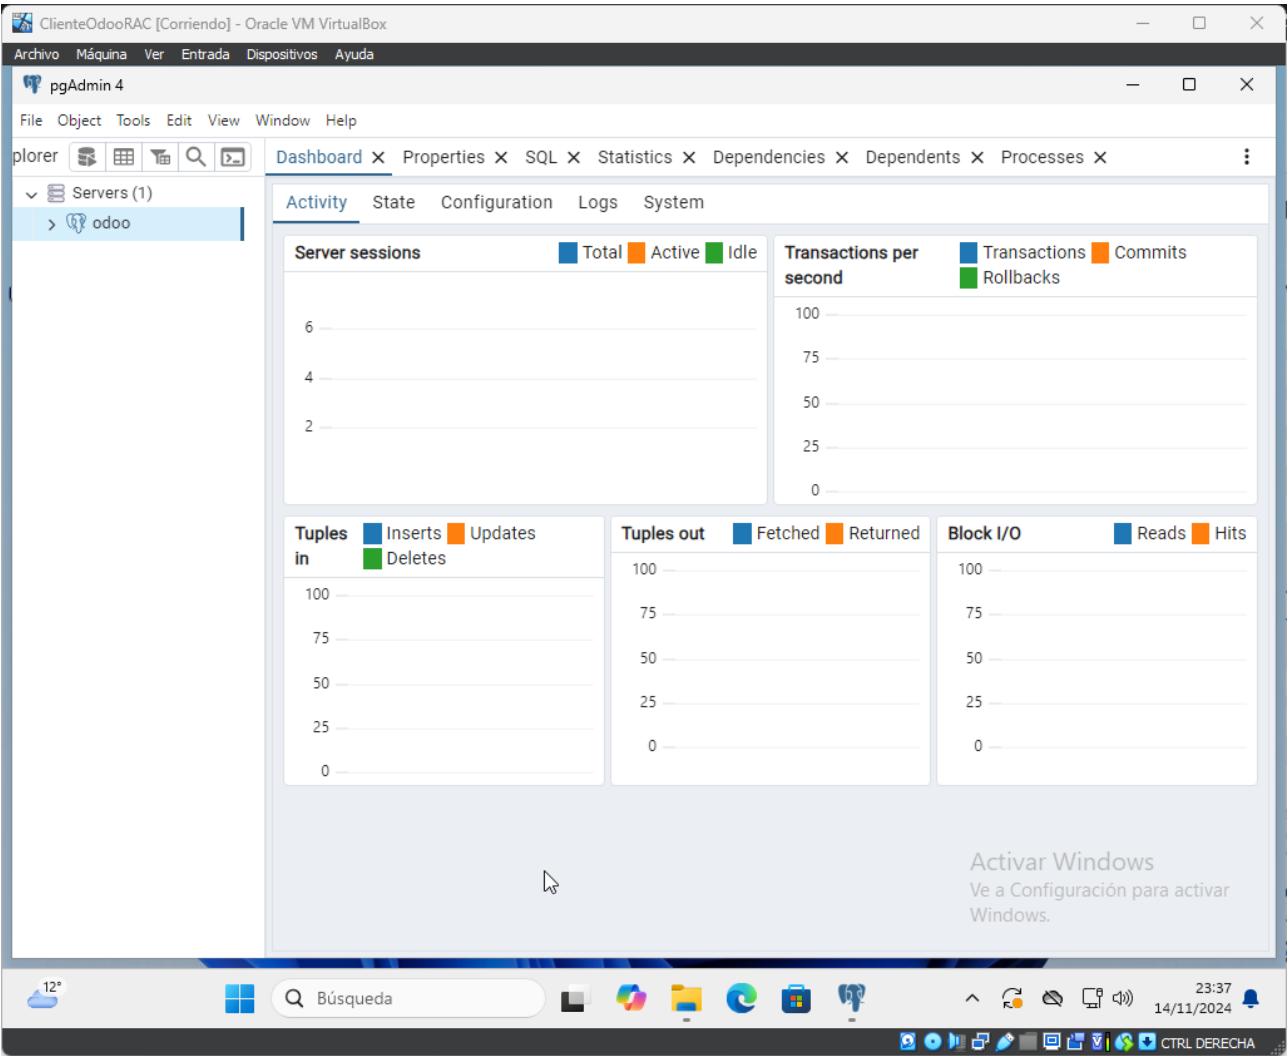 ClienteOdooRAC [Corriendo] - Oracle VM VirtualBox
Archivo Máquina Ver Entrada Dispositivos Ayuda
pgAdmin 4
File Object Tools Edit View Window Help
plorer Dashboard Properties SQL Statistics Dependencies Dependents Processes
Servers (1)
odoo
Activity State Configuration Logs System
Server sessions Total Active Idle
6
4
2
Transactions per second Transactions Commits Rollbacks
100
75
50
25
0
Tuples in Inserts Updates Deletes
100
75
50
25
0
Tuples out Fetched Returned
100
75
50
25
0
Block I/O Reads Hits
100
75
50
25
0
Activar Windows
Ve a Configuración para activar
Windows.
12°
Búsqueda
23:37
14/11/2024
CTRL DERECHA